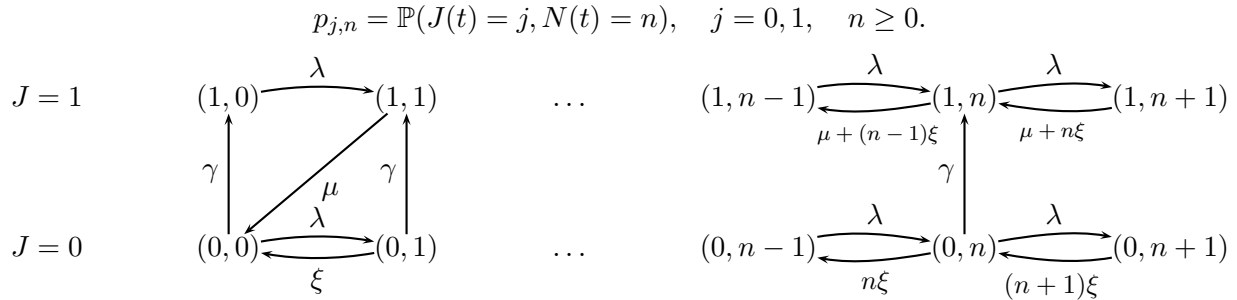 p_{j,n} = ℙ(J(t) = j, N(t) = n), j = 0, 1, n ≥ 0.
λ λ λ
J = 1 (1, 0) (1, 1) … (1, n − 1) (1, n) (1, n + 1)
μ + (n − 1)ξ μ + nξ
γ μ γ γ
λ λ λ
J = 0 (0, 0) (0, 1) … (0, n − 1) (0, n) (0, n + 1)
ξ nξ (n + 1)ξ